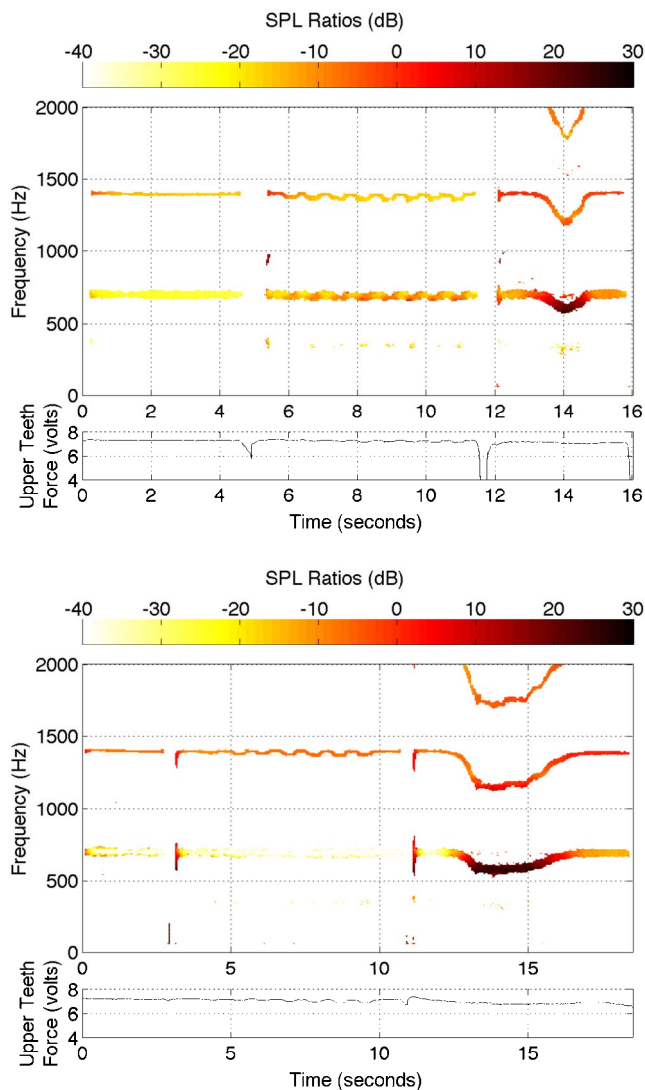 SPL Ratios (dB)
-40 -30 -20 -10 0 10 20 30
Frequency (Hz)
2000
1500
1000
500
0
0 2 4 6 8 10 12 14 16
Upper Teeth
Force (volts)
8
6
4
0 2 4 6 8 10 12 14 16
Time (seconds)
SPL Ratios (dB)
-40 -30 -20 -10 0 10 20 30
Frequency (Hz)
2000
1500
1000
500
0
0 5 10 15
Upper Teeth
Force (volts)
8
6
4
0 5 10 15
Time (seconds)